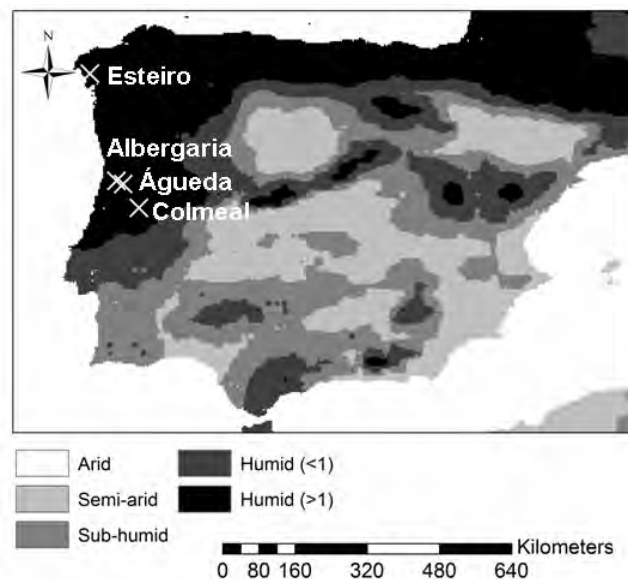 N
Esteiro
Albergaria
Águeda
Colmeal
Arid
Semi-arid
Sub-humid
Humid (<1)
Humid (>1)
Kilometers
0 80 160 320 480 640